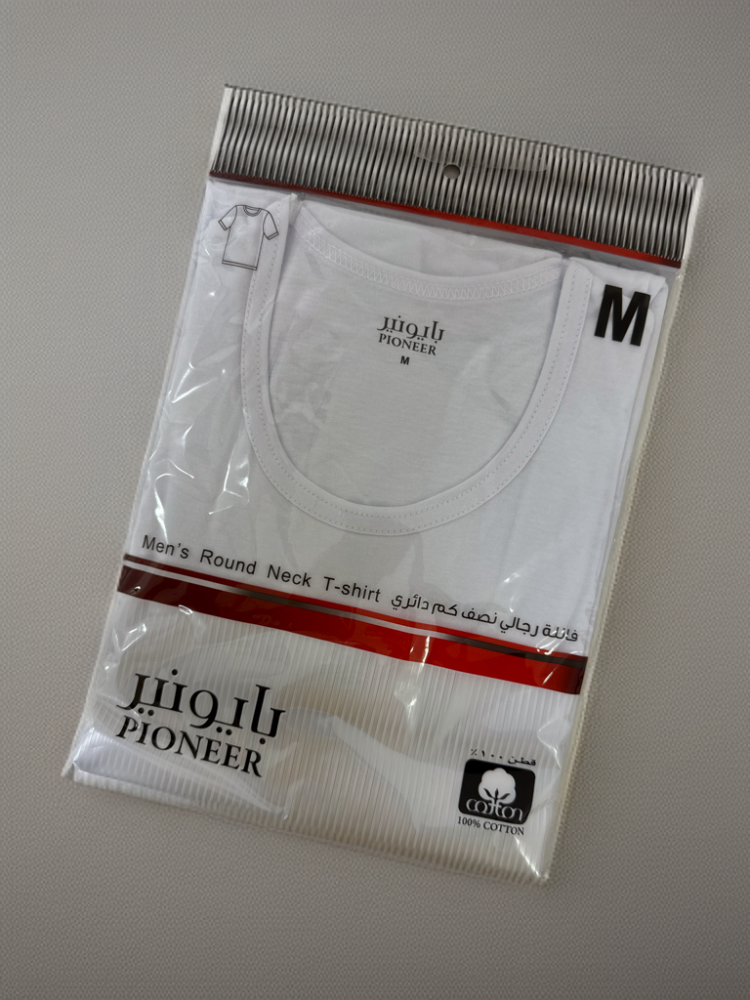 M
بايونير
PIONEER
M
Men's Round Neck T-shirt فانلة رجالي نصف كم دائري
بايونير
PIONEER
قطن ١٠٠٪
cotton
100% COTTON